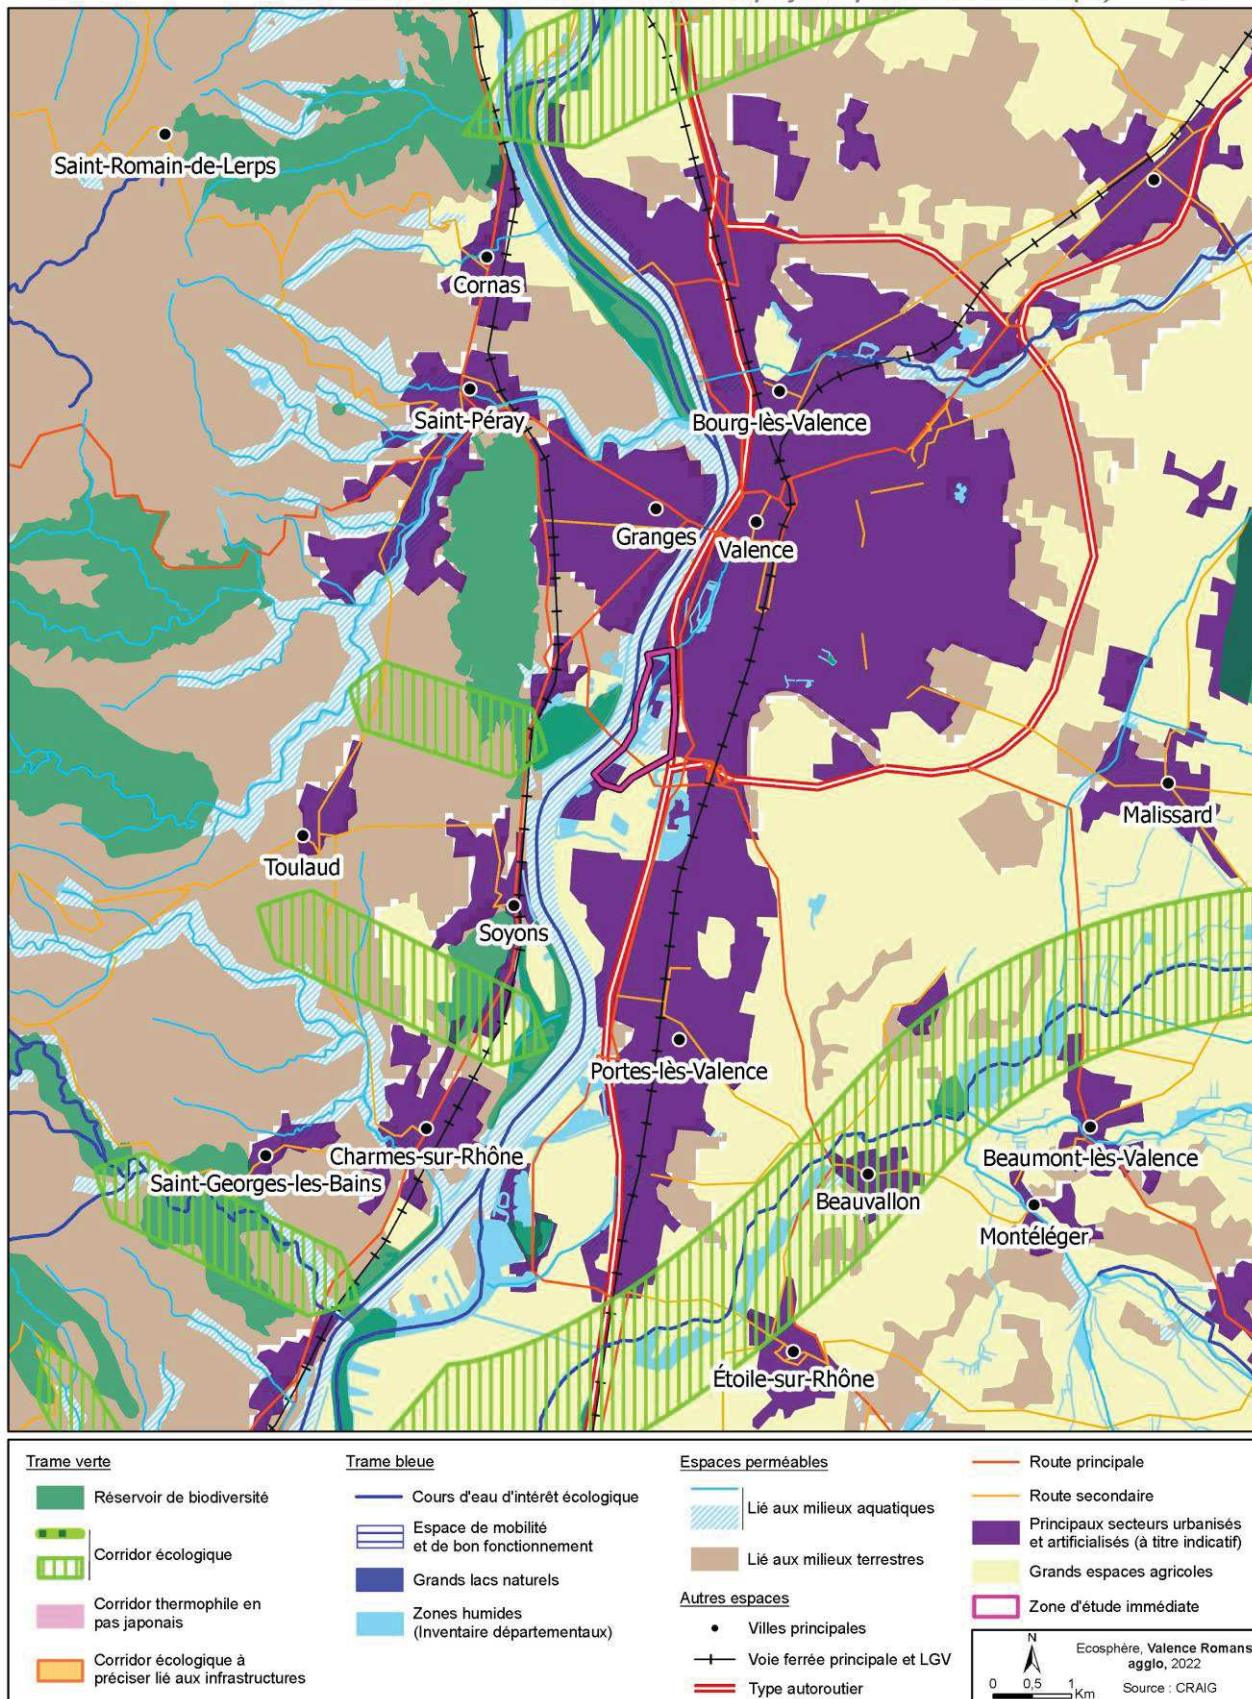 Saint-Romain-de-Lerps
Cornas
Saint-Péray
Bourg-lès-Valence
Granges
Valence
Malissard
Toulaud
Soyons
Portes-lès-Valence
Charmes-sur-Rhône
Saint-Georges-les-Bains
Beaumont-lès-Valence
Beauvallon
Montéléger
Étoile-sur-Rhône
Trame verte
Réservoir de biodiversité
Corridor écologique
Corridor thermophile en
pas japonais
Corridor écologique à
préciser lié aux infrastructures
Trame bleue
Cours d'eau d'intérêt écologique
Espace de mobilité
et de bon fonctionnement
Grands lacs naturels
Zones humides
(Inventaire départementaux)
Espaces perméables
Lié aux milieux aquatiques
Lié aux milieux terrestres
Autres espaces
Villes principales
Voie ferrée principale et LGV
Type autoroutier
Route principale
Route secondaire
Principaux secteurs urbanisés
et artificialisés (à titre indicatif)
Grands espaces agricoles
Zone d'étude immédiate
N
0 0,5 1
Km
Ecosphère, Valence Romans
agglo, 2022
Source : CRAIG